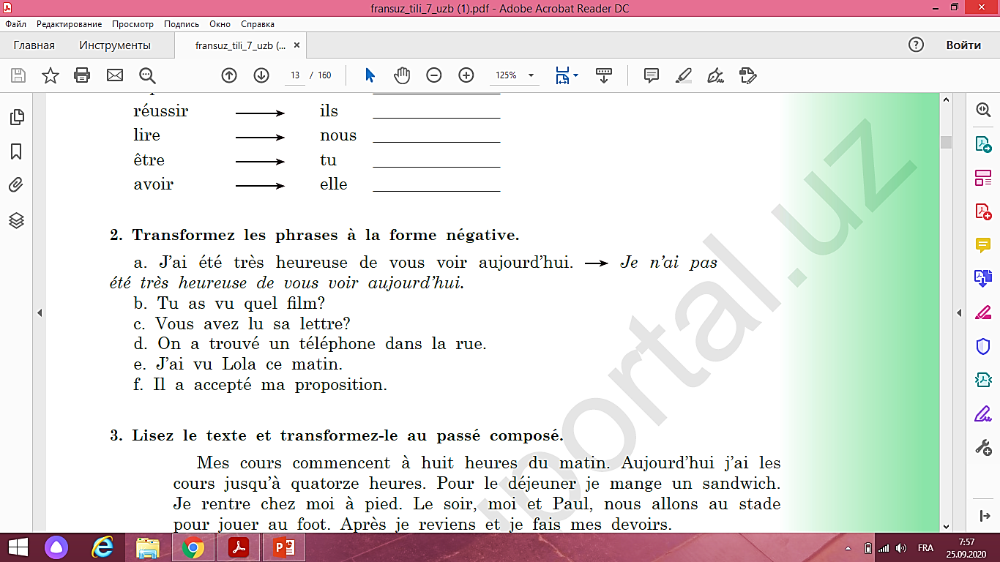 fransuz_tili_7_uzb (1).pdf - Adobe Acrobat Reader DC
Файл Редактирование Просмотр Подпись Окно Справка
Главная Инструменты fransuz_tili_7_uzb (... × Войти
13 / 160 125%
réussir ils
lire nous
être tu
avoir elle
2. Transformez les phrases à la forme négative.
a. J'ai été très heureuse de vous voir aujourd'hui. → Je n'ai pas
été très heureuse de vous voir aujourd'hui.
b. Tu as vu quel film?
c. Vous avez lu sa lettre?
d. On a trouvé un téléphone dans la rue.
e. J'ai vu Lola ce matin.
f. Il a accepté ma proposition.
3. Lisez le texte et transformez-le au passé composé.
Mes cours commencent à huit heures du matin. Aujourd'hui j'ai les
cours jusqu'à quatorze heures. Pour le déjeuner je mange un sandwich.
Je rentre chez moi à pied. Le soir, moi et Paul, nous allons au stade
pour jouer au foot. Après je reviens et je fais mes devoirs.
portal.uz
FRA
7:57
25.09.2020